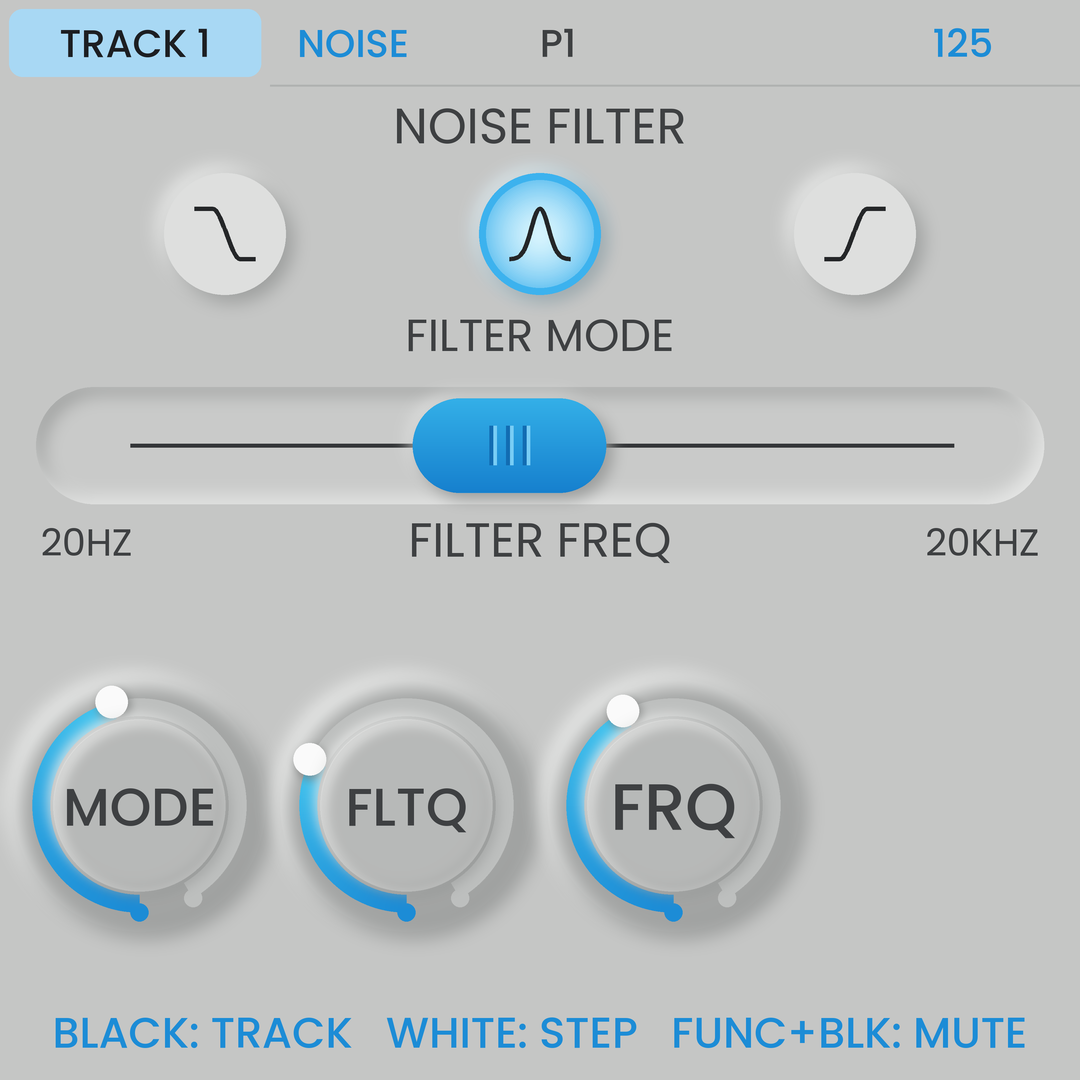 TRACK 1 NOISE P1 125
NOISE FILTER
FILTER MODE
20HZ FILTER FREQ 20KHZ
MODE FLTQ FRQ
BLACK: TRACK WHITE: STEP FUNC+BLK: MUTE